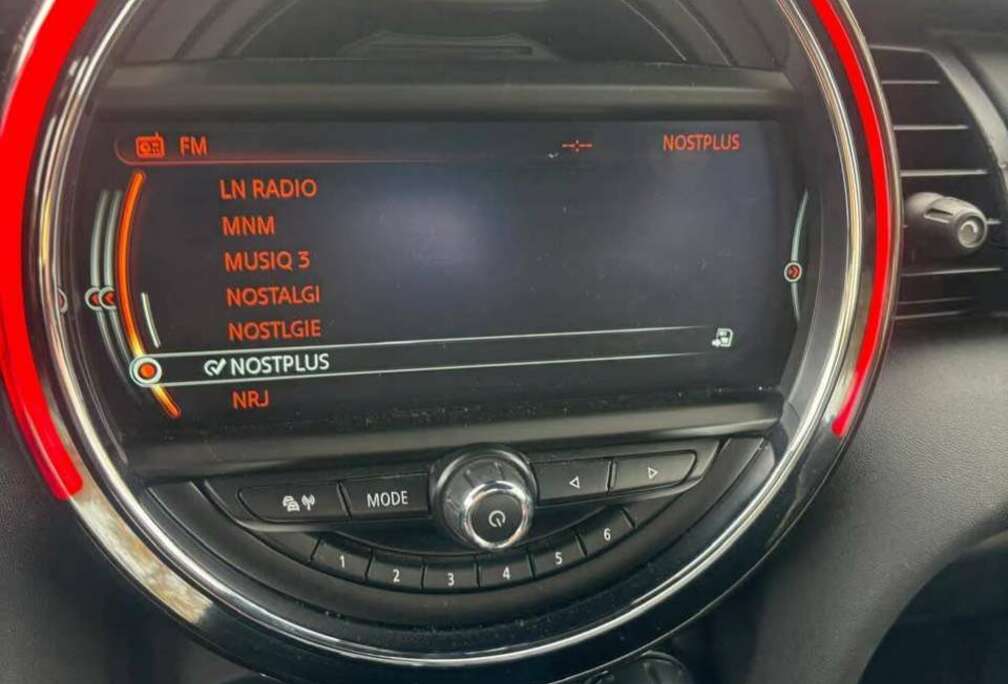 FM --:-- NOSTPLUS
LN RADIO
MNM
MUSIQ 3
NOSTALGI
NOSTLGIE
NOSTPLUS
NRJ
MODE
1 2 3 4 5 6